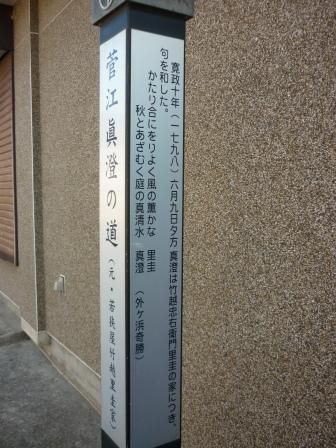 菅江眞澄の道（元・若狭屋竹越里圭家）
寛政十年（一七九八）六月九日夕方 真澄は竹越忠右衛門里圭の家につき、
句を和した。
かたり合にをりよく風の薫かな 里圭
秋とあざむく庭の真清水 真澄 （外ヶ浜奇勝）